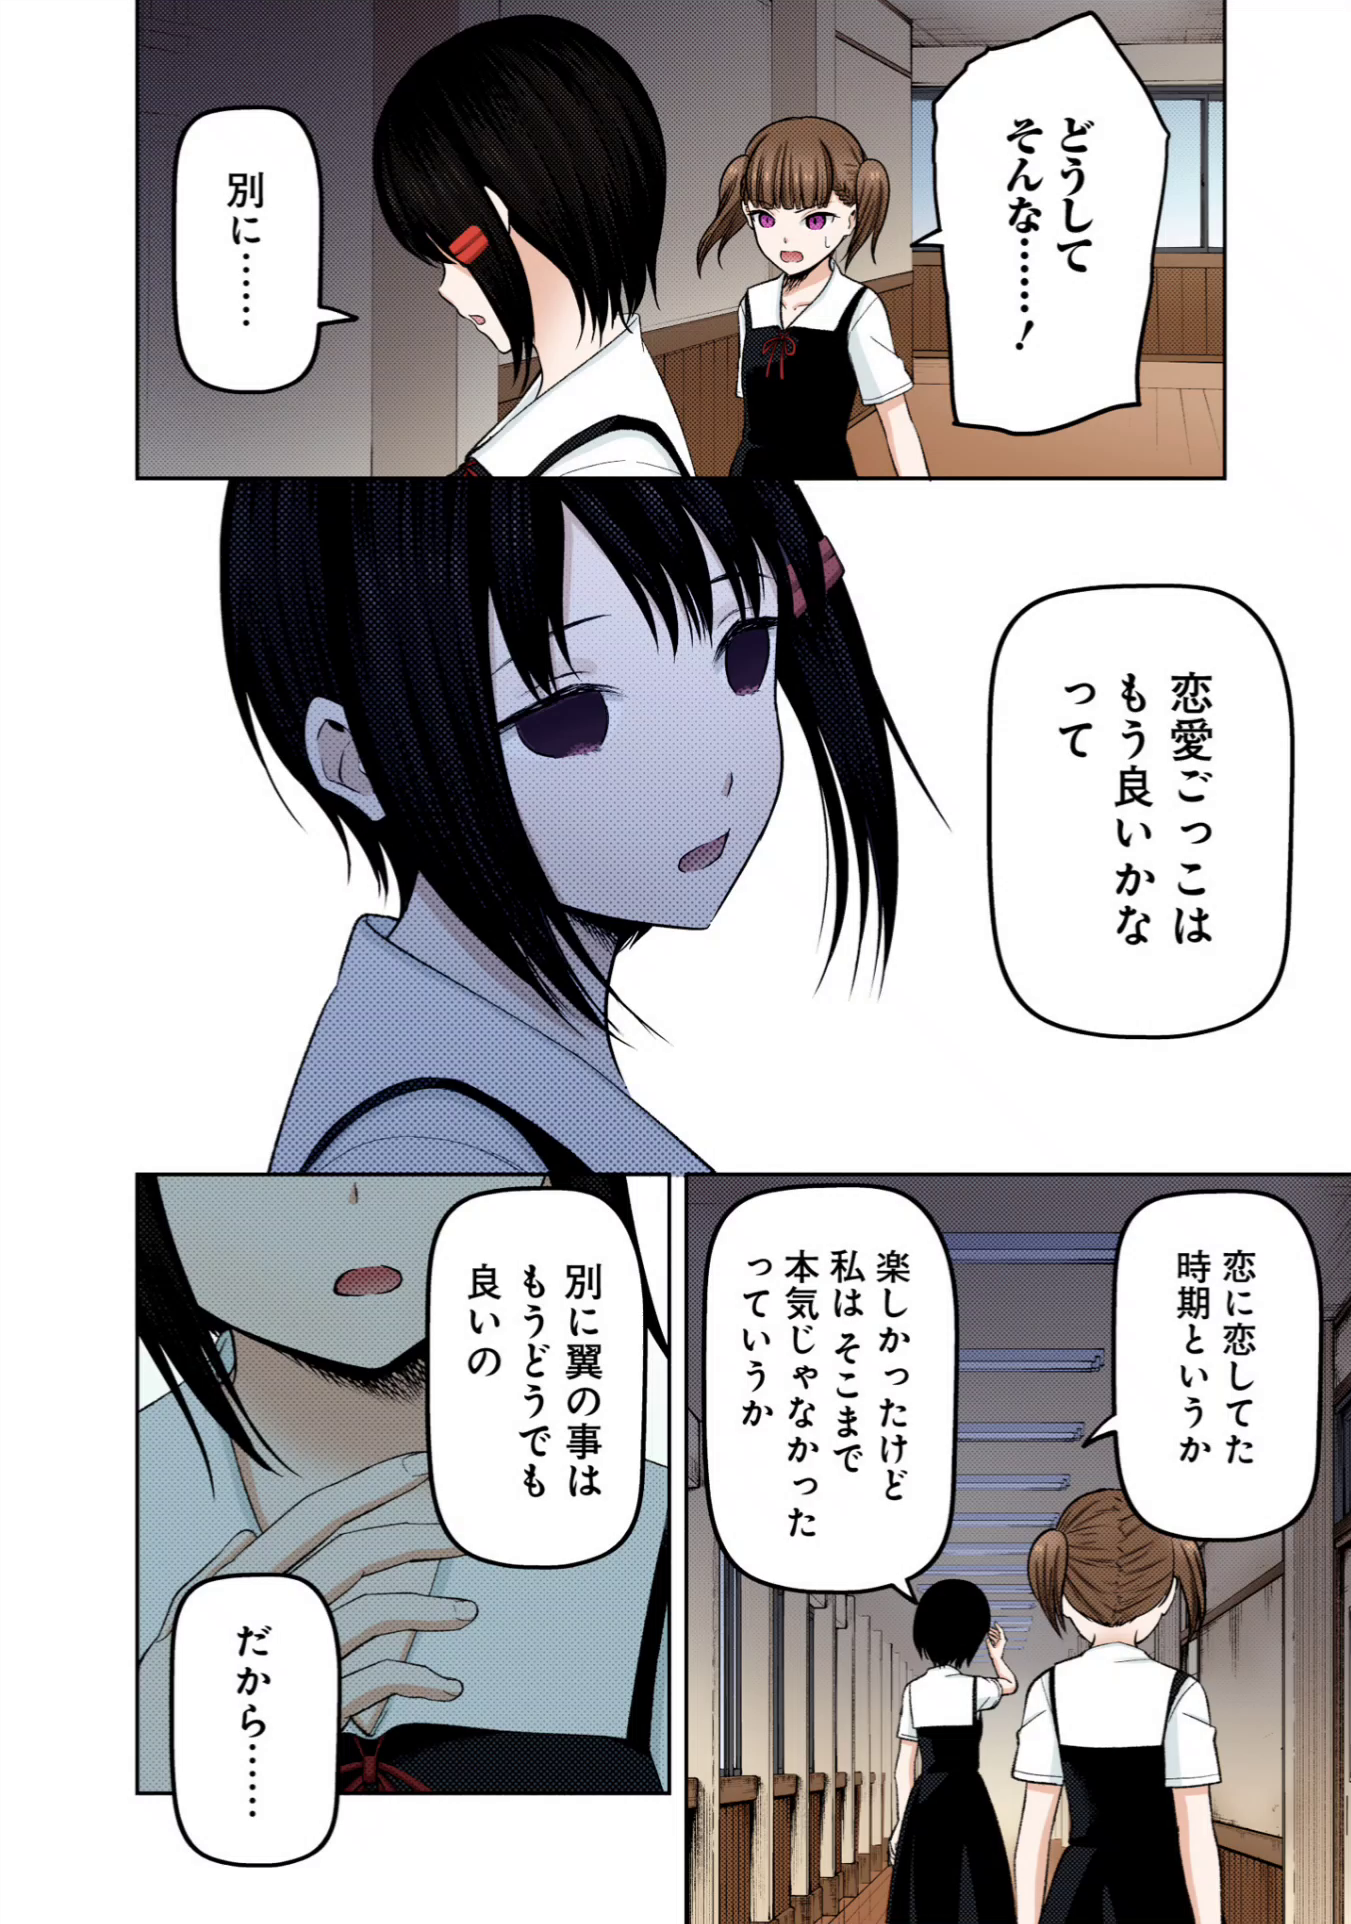 どうして
そんな……！
別に……
恋愛ごっこは
もう良いかな
って
恋に恋してた
時期というか
楽しかったけど
私はそこまで
本気じゃなかった
っていうか
別に翼の事は
もうどうでも
良いの
だから……